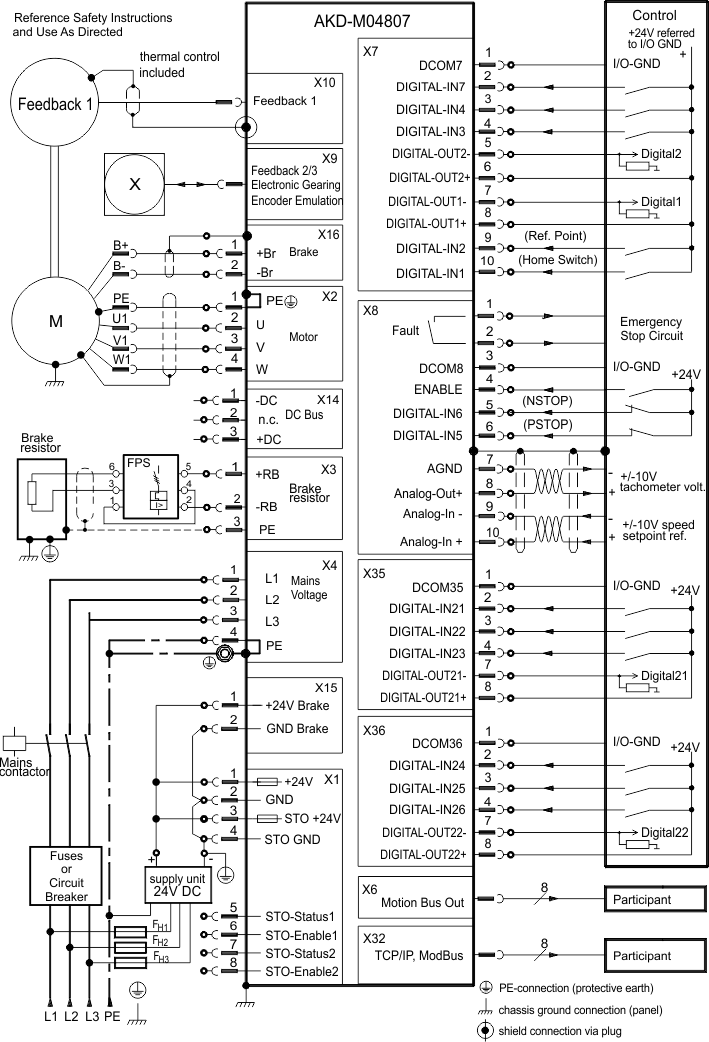 Reference Safety Instructions
and Use As Directed
AKD-M04807
thermal control
included
Feedback 1
X10
Feedback 1
X
X9
Feedback 2/3
Electronic Gearing
Encoder Emulation
B+
B-
1
2
X16
+Br
Brake
-Br
M
PE
U1
V1
W1
1
2
3
4
X2
PE
U
V
Motor
W
1
2
3
X14
-DC
n.c.
DC Bus
+DC
Brake
resistor
FPS
6
3
1
5
4
2
I>
1
2
3
X3
+RB
Brake
resistor
-RB
PE
1
2
3
4
X4
L1
Mains
Voltage
L2
L3
PE
1
2
X15
+24V Brake
GND Brake
Mains
contactor
1
2
3
4
X1
+24V
GND
STO +24V
STO GND
Fuses
or
Circuit
Breaker
+
-
supply unit
24V DC
FH1
FH2
FH3
5
6
7
8
STO-Status1
STO-Enable1
STO-Status2
STO-Enable2
L1 L2 L3 PE
X7
DCOM7
DIGITAL-IN7
DIGITAL-IN4
DIGITAL-IN3
DIGITAL-OUT2-
DIGITAL-OUT2+
DIGITAL-OUT1-
DIGITAL-OUT1+
DIGITAL-IN2
DIGITAL-IN1
1
2
3
4
5
6
7
8
9
10
(Ref. Point)
(Home Switch)
Control
+24V referred
to I/O GND
+
I/O-GND
Digital2
Digital1
X8
Fault
DCOM8
ENABLE
DIGITAL-IN6
DIGITAL-IN5
AGND
Analog-Out+
Analog-In -
Analog-In +
1
2
3
4
5
6
7
8
9
10
(NSTOP)
(PSTOP)
Emergency
Stop Circuit
I/O-GND
+24V
-
+/-10V
tachometer volt.
+
-
+/-10V speed
setpoint ref.
+
X35
DCOM35
DIGITAL-IN21
DIGITAL-IN22
DIGITAL-IN23
DIGITAL-OUT21-
DIGITAL-OUT21+
1
2
3
4
7
8
I/O-GND
+24V
Digital21
X36
DCOM36
DIGITAL-IN24
DIGITAL-IN25
DIGITAL-IN26
DIGITAL-OUT22-
DIGITAL-OUT22+
1
2
3
4
7
8
I/O-GND
+24V
Digital22
X6
Motion Bus Out
8
Participant
X32
TCP/IP, ModBus
8
Participant
PE-connection (protective earth)
chassis ground connection (panel)
shield connection via plug